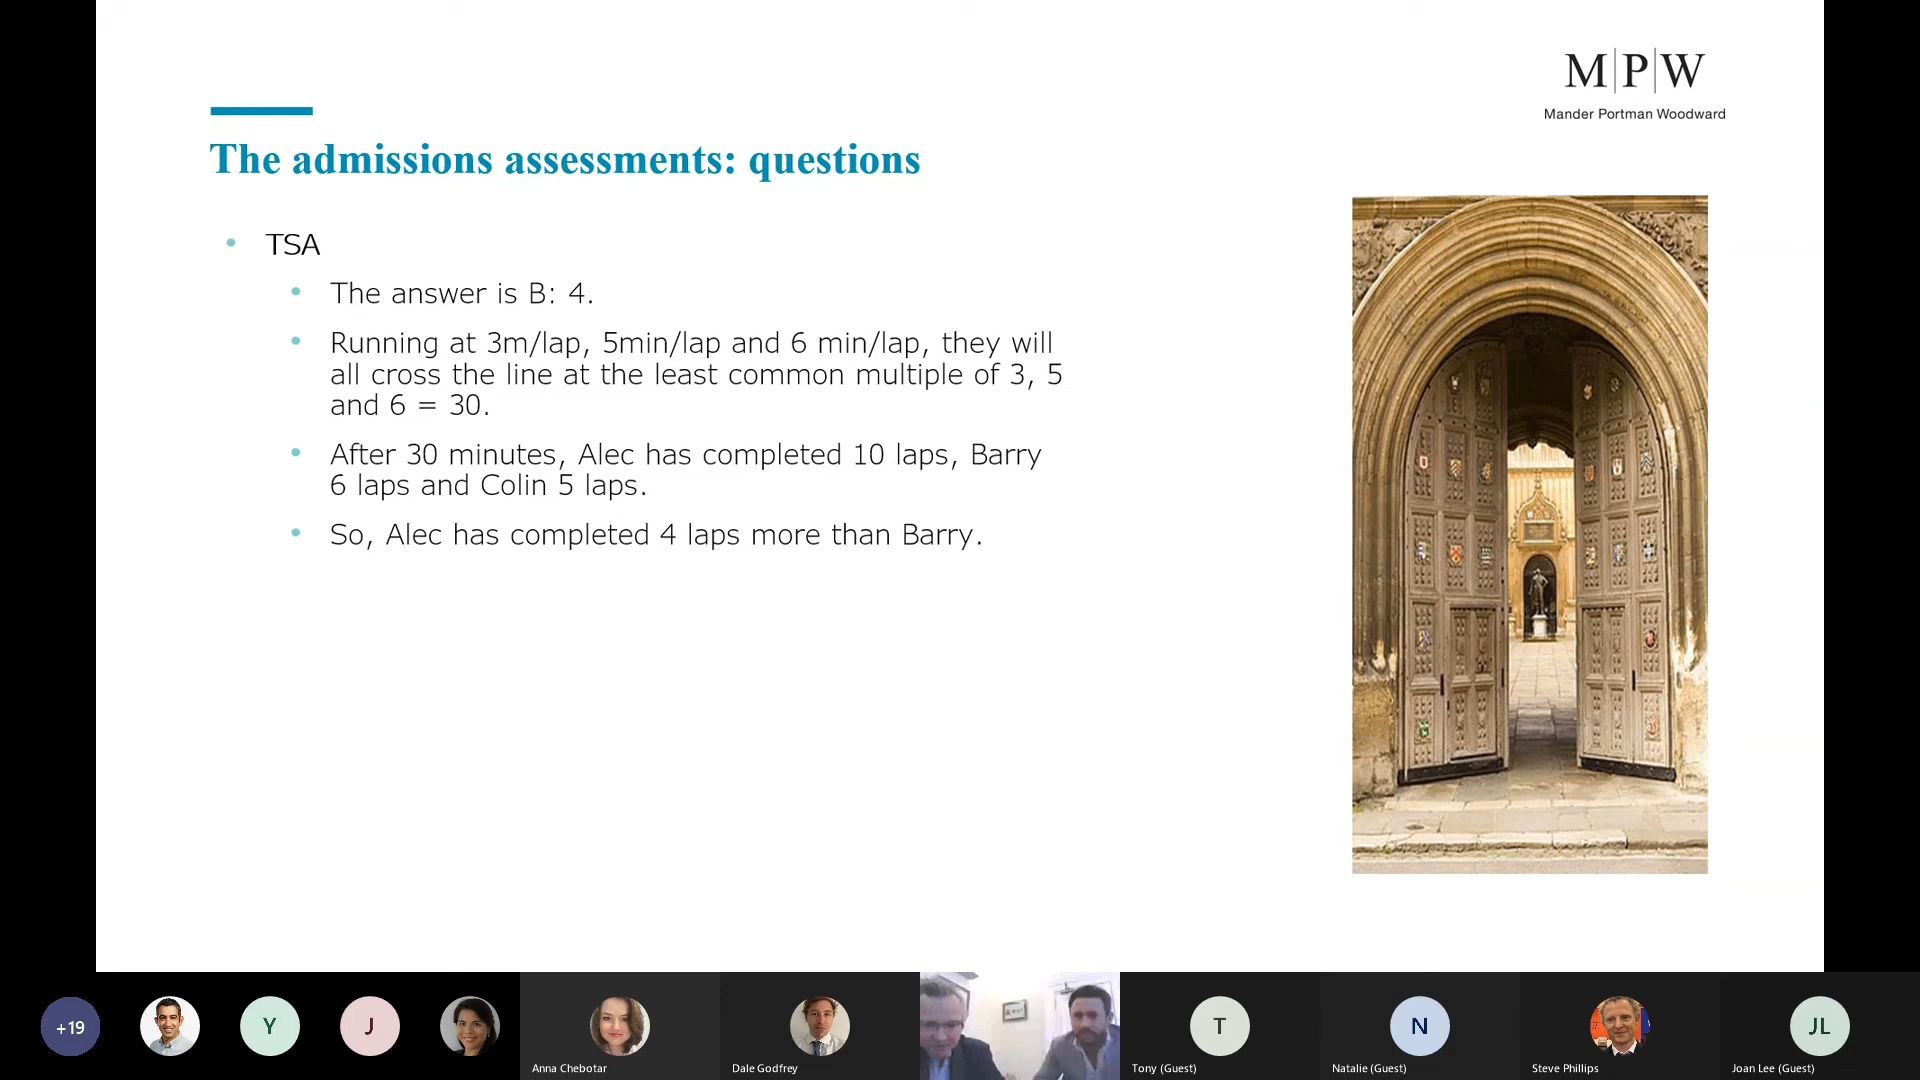 M|P|W
Mander Portman Woodward
The admissions assessments: questions
• TSA
• The answer is B: 4.
• Running at 3m/lap, 5min/lap and 6 min/lap, they will
all cross the line at the least common multiple of 3, 5
and 6 = 30.
• After 30 minutes, Alec has completed 10 laps, Barry
6 laps and Colin 5 laps.
• So, Alec has completed 4 laps more than Barry.
+19
Y
J
Anna Chebotar
Dale Godfrey
T
Tony (Guest)
N
Natalie (Guest)
Steve Phillips
JL
Joan Lee (Guest)